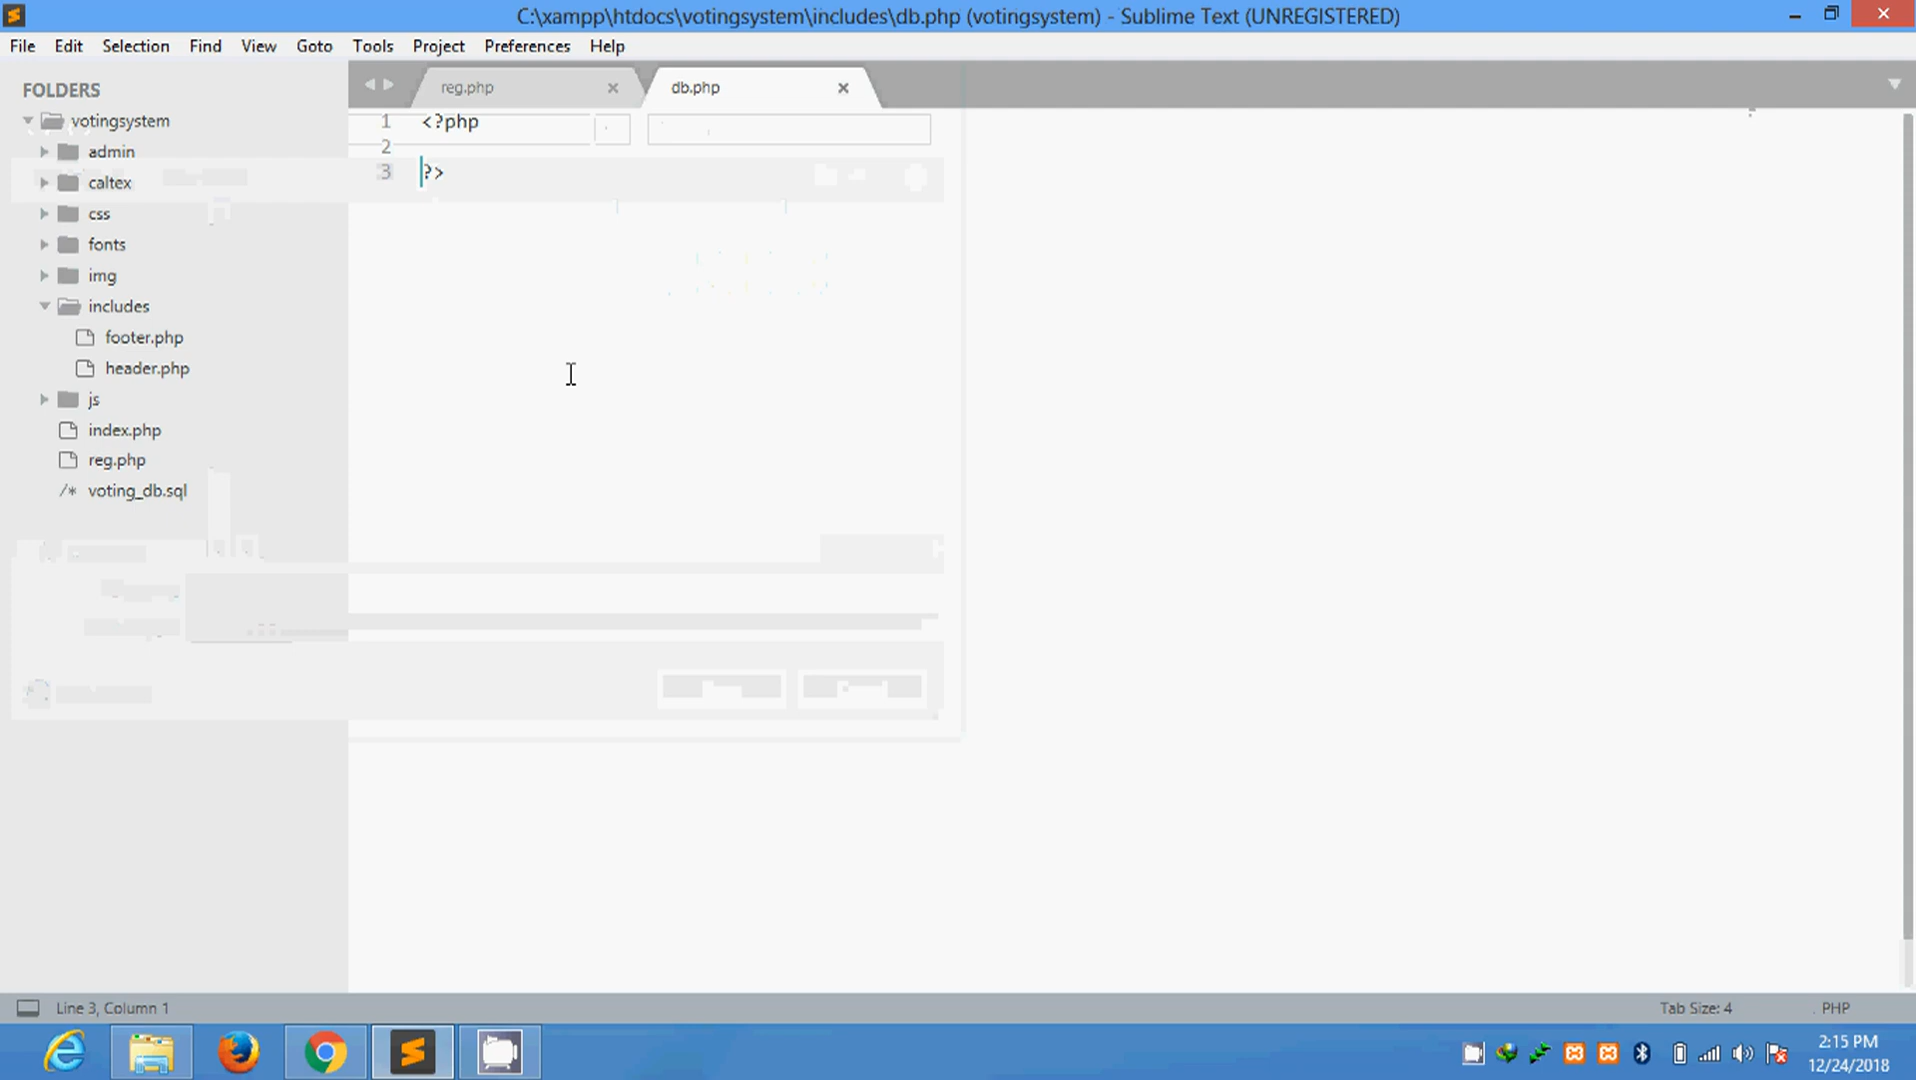 C:\xampp\htdocs\votingsystem\includes\db.php (votingsystem) - Sublime Text (UNREGISTERED)
File Edit Selection Find View Goto Tools Project Preferences Help
FOLDERS
votingsystem
admin
caltex
css
fonts
img
includes
footer.php
header.php
js
index.php
reg.php
/* voting_db.sql
reg.php
db.php
1 <?php
2
3 ?>
Line 3, Column 1
Tab Size: 4
PHP
2:15 PM
12/24/2018